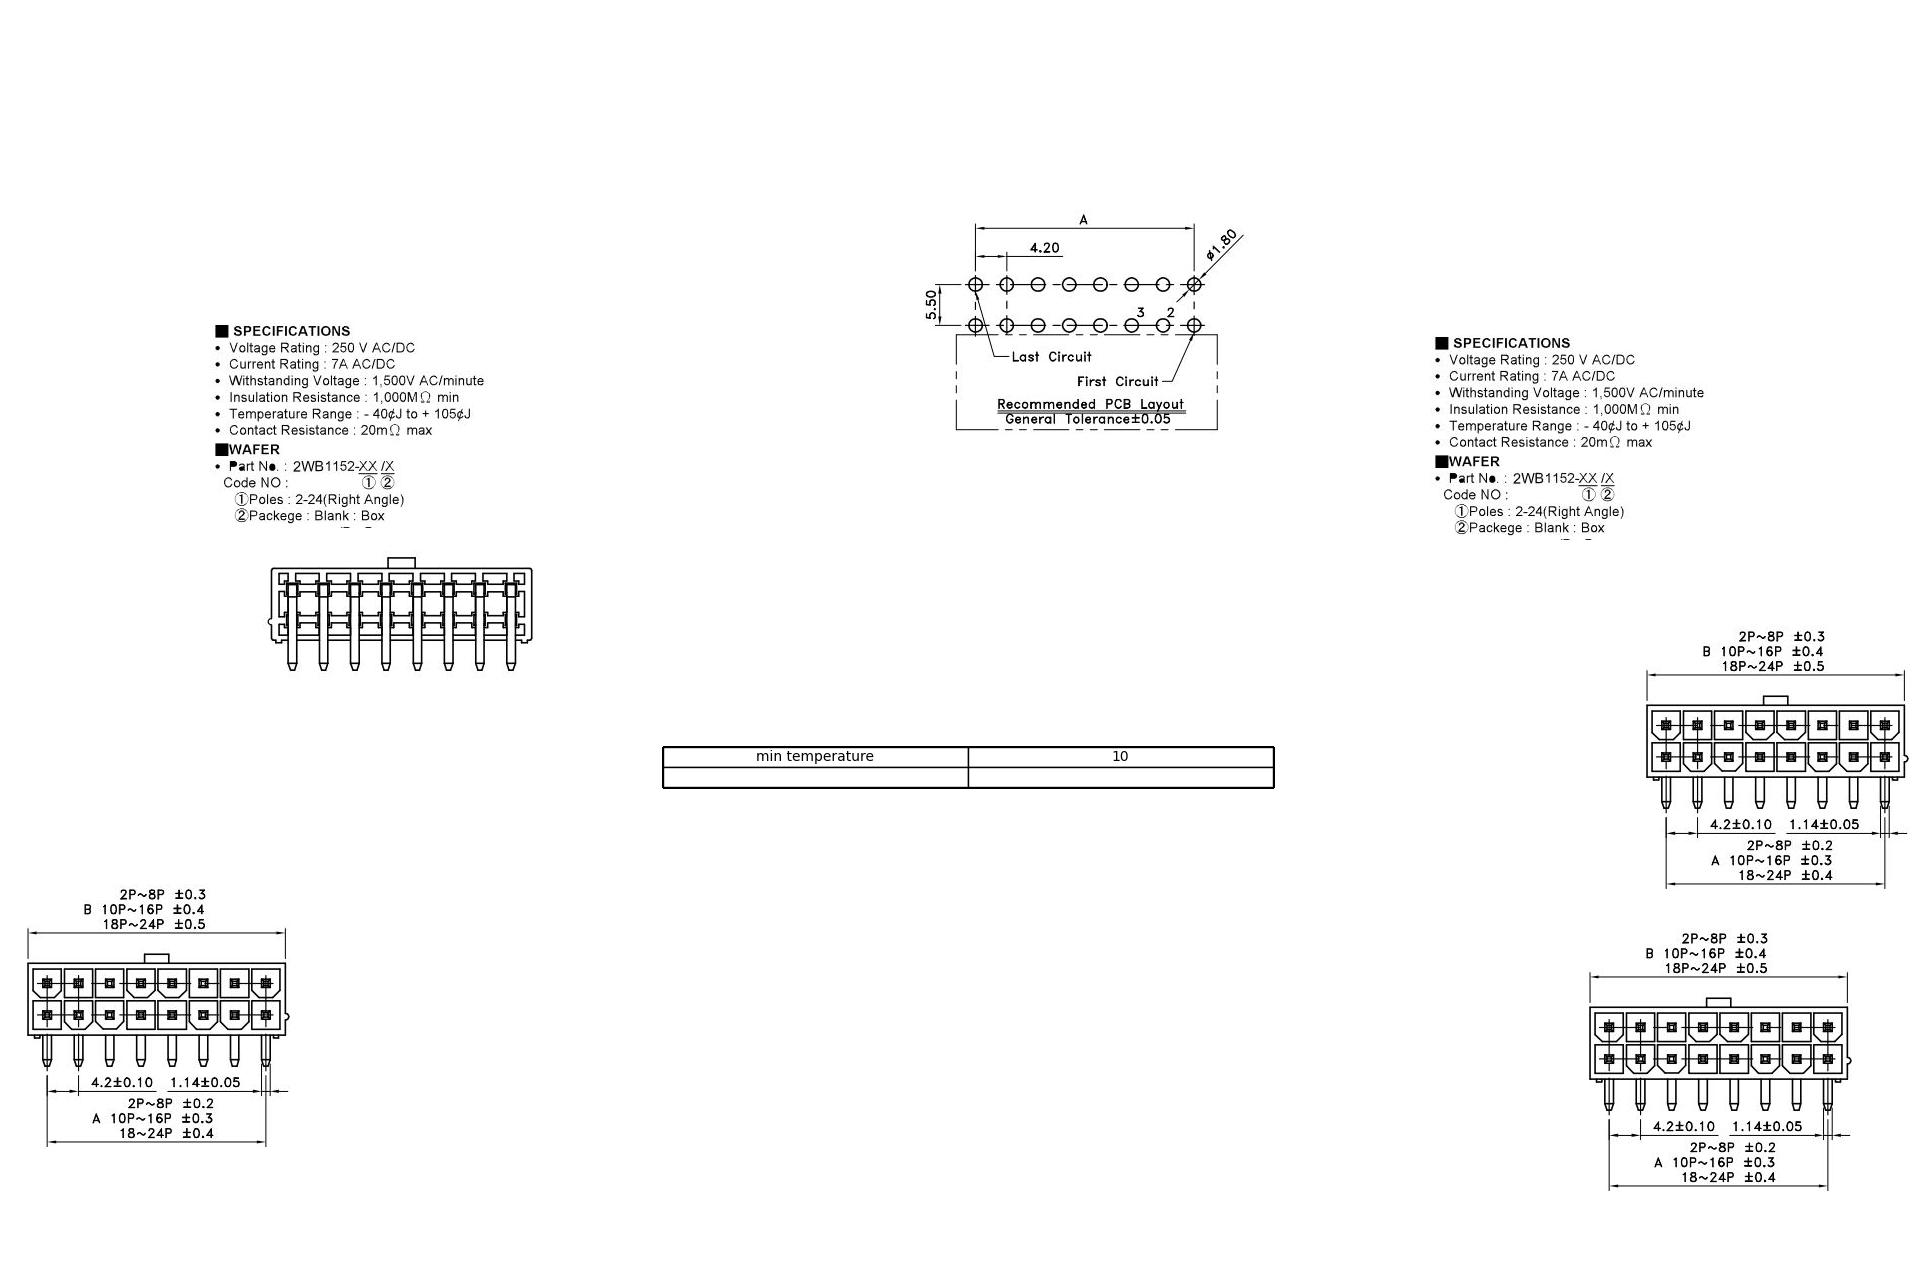 A
4.20
ø1.80
5.50
3 2
Last Circuit
First Circuit
Recommended PCB Layout
General Tolerance±0.05
■ SPECIFICATIONS
• Voltage Rating : 250 V AC/DC
• Current Rating : 7A AC/DC
• Withstanding Voltage : 1,500V AC/minute
• Insulation Resistance : 1,000MΩ min
• Temperature Range : - 40¢J to + 105¢J
• Contact Resistance : 20mΩ max
■WAFER
• Part No. : 2WB1152-XX /X
Code NO : ① ②
①Poles : 2-24(Right Angle)
②Packege : Blank : Box
■ SPECIFICATIONS
• Voltage Rating : 250 V AC/DC
• Current Rating : 7A AC/DC
• Withstanding Voltage : 1,500V AC/minute
• Insulation Resistance : 1,000MΩ min
• Temperature Range : - 40¢J to + 105¢J
• Contact Resistance : 20mΩ max
■WAFER
• Part No. : 2WB1152-XX /X
Code NO : ① ②
①Poles : 2-24(Right Angle)
②Packege : Blank : Box
2P~8P ±0.3
B 10P~16P ±0.4
18P~24P ±0.5
4.2±0.10 1.14±0.05
2P~8P ±0.2
A 10P~16P ±0.3
18~24P ±0.4
min temperature 10
2P~8P ±0.3
B 10P~16P ±0.4
18P~24P ±0.5
4.2±0.10 1.14±0.05
2P~8P ±0.2
A 10P~16P ±0.3
18~24P ±0.4
2P~8P ±0.3
B 10P~16P ±0.4
18P~24P ±0.5
4.2±0.10 1.14±0.05
2P~8P ±0.2
A 10P~16P ±0.3
18~24P ±0.4